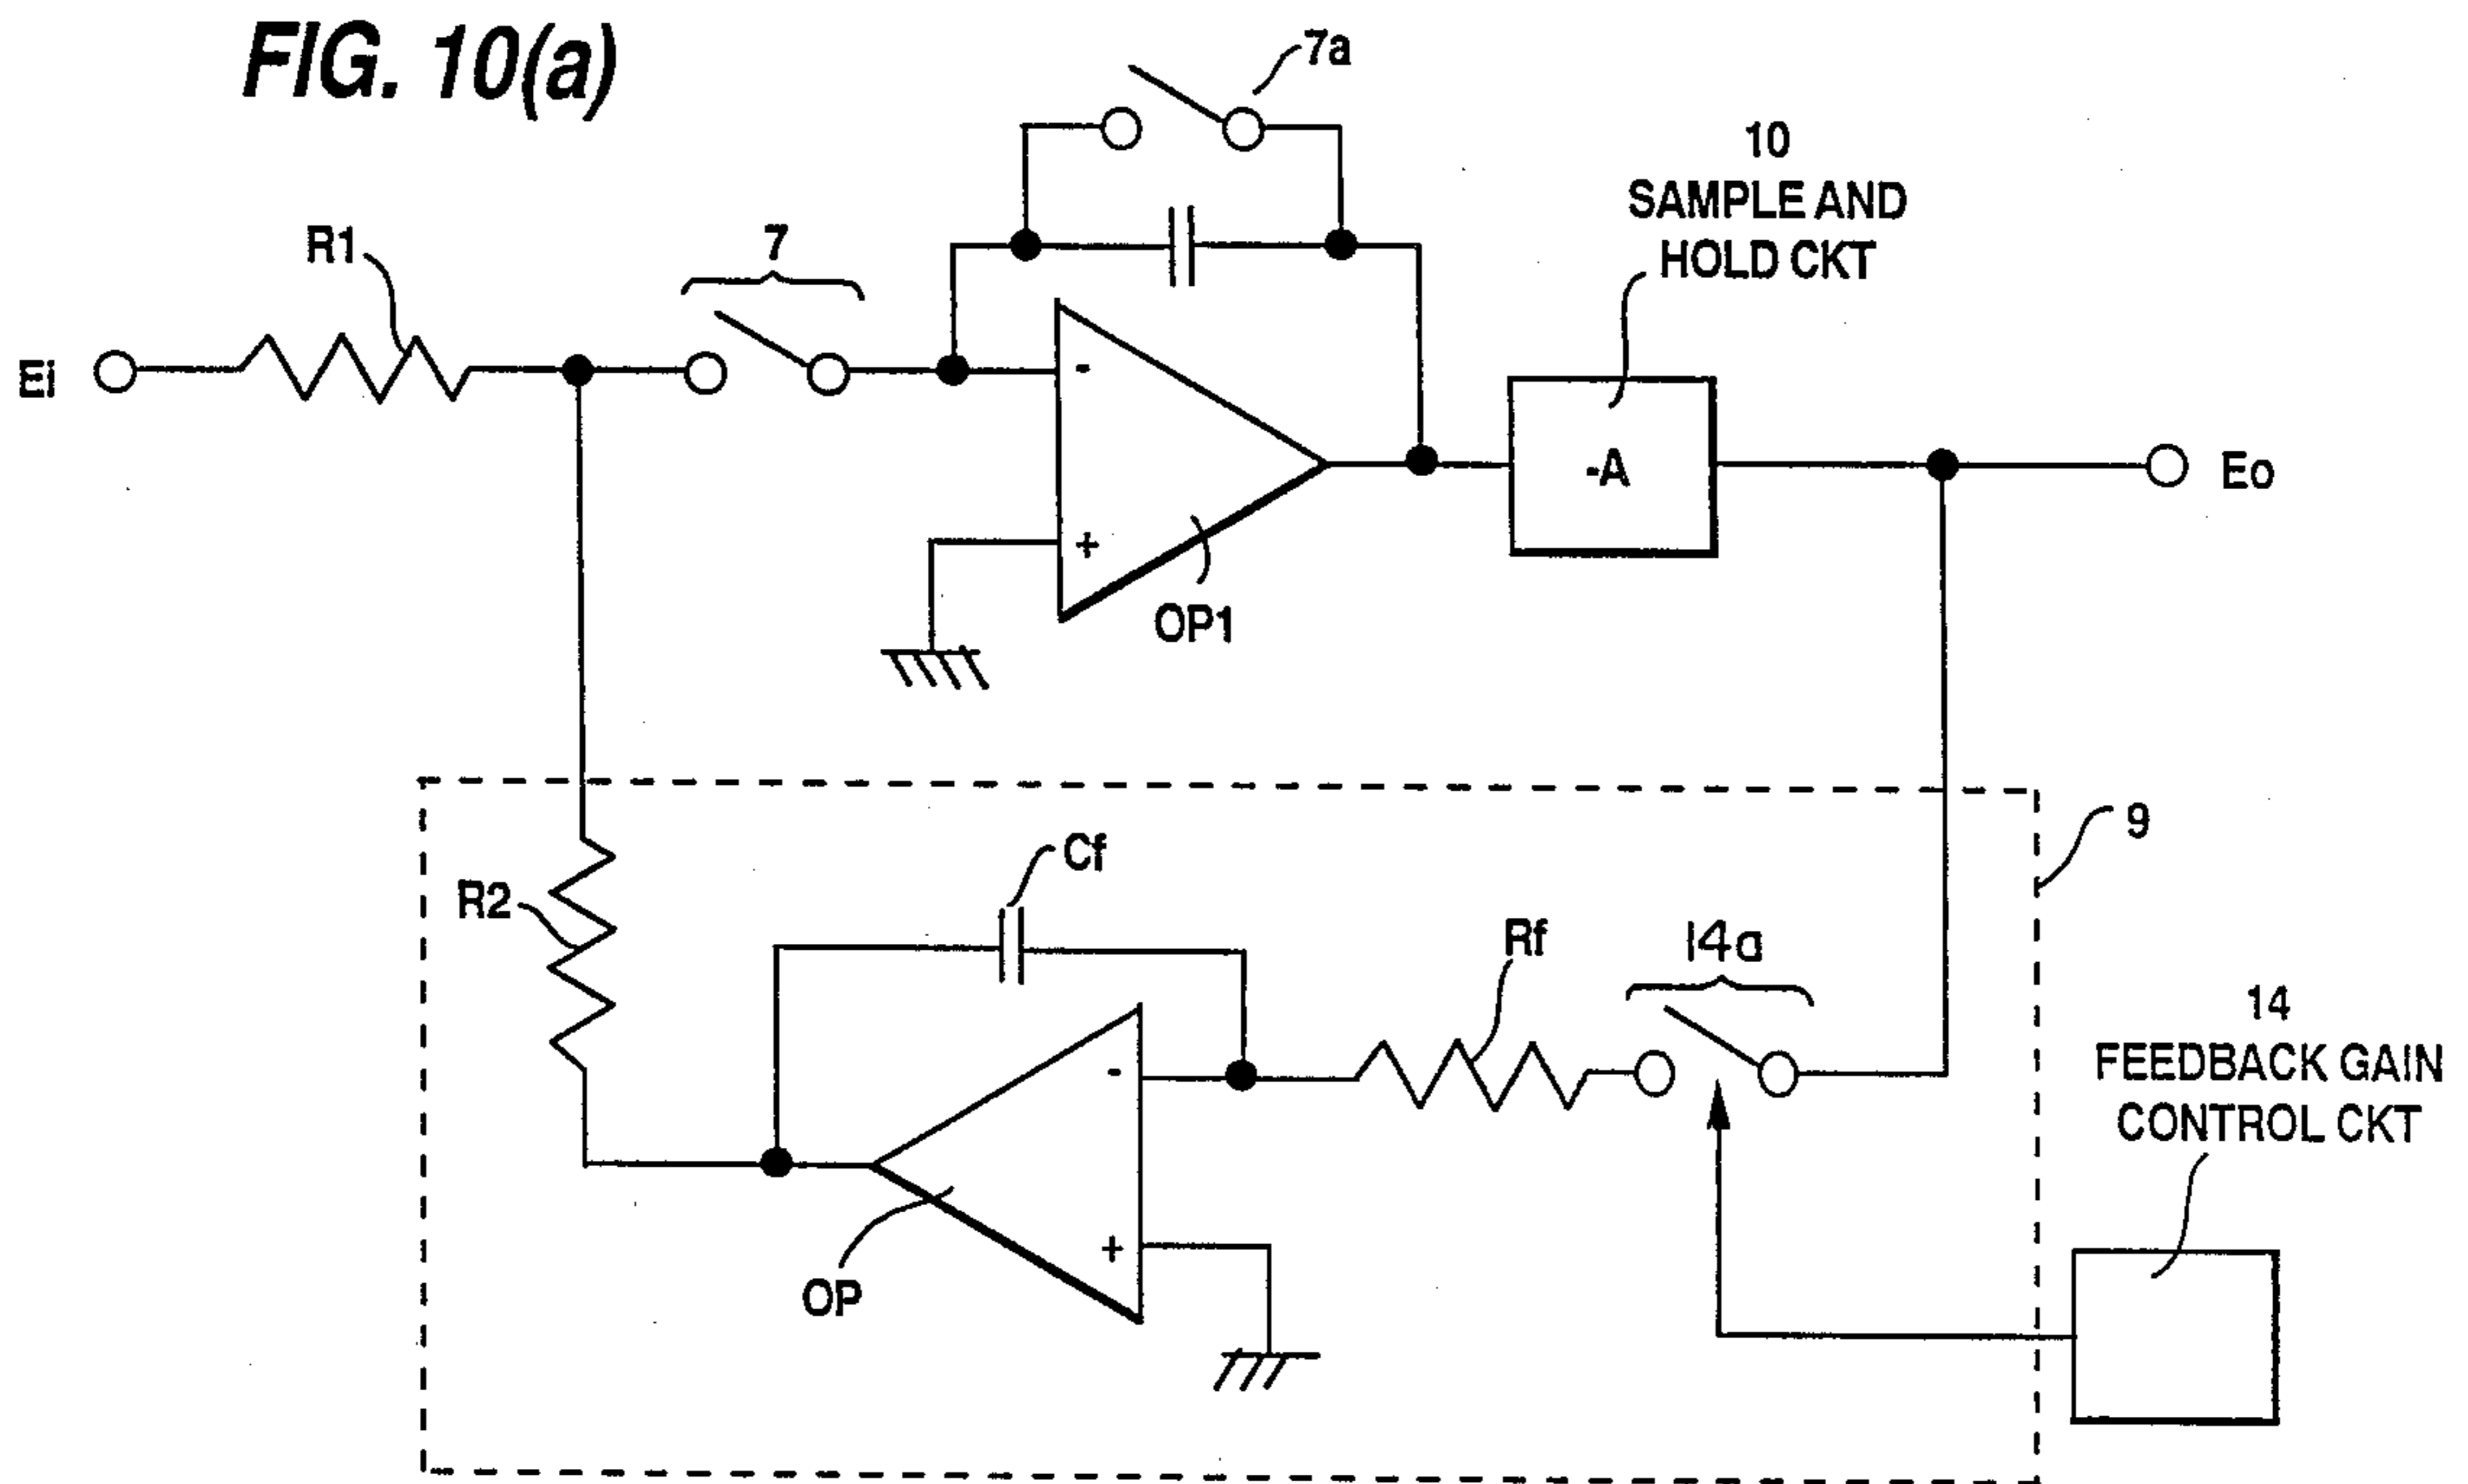 FIG. 10(a)
7a
10
SAMPLE AND
HOLD CKT
R1
7
Ei
-
-A
Eo
+
OP1
9
Cf
R2
Rf
14a
14
FEEDBACK GAIN
CONTROL CKT
-
+
OP